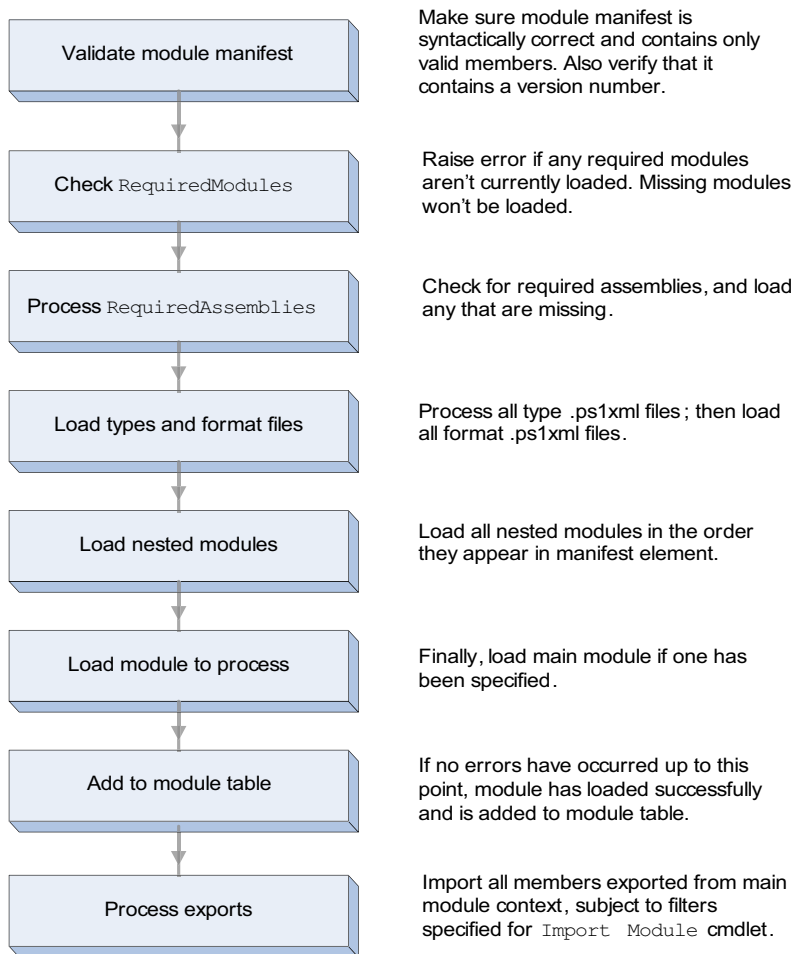 Validate module manifest
Make sure module manifest is
syntactically correct and contains only
valid members. Also verify that it
contains a version number.
Check RequiredModules
Raise error if any required modules
aren't currently loaded. Missing modules
won't be loaded.
Process RequiredAssemblies
Check for required assemblies, and load
any that are missing.
Load types and format files
Process all type .ps1xml files; then load
all format .ps1xml files.
Load nested modules
Load all nested modules in the order
they appear in manifest element.
Load module to process
Finally, load main module if one has
been specified.
Add to module table
If no errors have occurred up to this
point, module has loaded successfully
and is added to module table.
Process exports
Import all members exported from main
module context, subject to filters
specified for Import Module cmdlet.